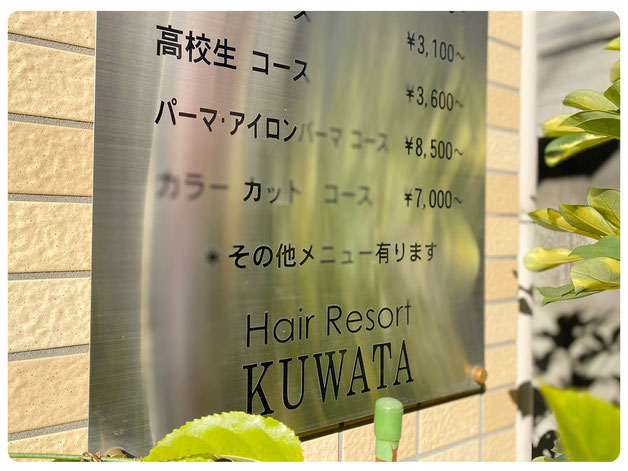 ス ¥3,100~
高校生 コース ¥3,600~
パーマ・アイロンパーマ コース ¥8,500~
カラー カット コース ¥7,000~
* その他メニュー有ります
Hair Resort
KUWATA